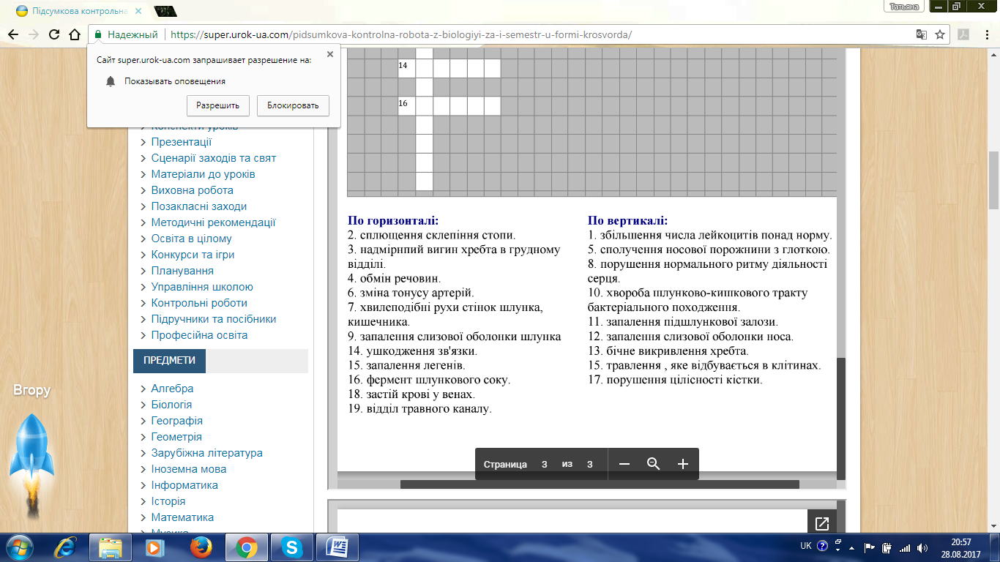 Підсумкова контрольна
Татьяна
Надежный
https://super.urok-ua.com/pidsumkova-kontrolna-robota-z-biologiyi-za-i-semestr-u-formi-krosvorda/
Сайт super.urok-ua.com запрашивает разрешение на:
Показывать оповещения
Разрешить
Блокировать
Конспекти уроків
Презентації
Сценарії заходів та свят
Матеріали до уроків
Виховна робота
Позакласні заходи
Методичні рекомендації
Освіта в цілому
Конкурси та ігри
Планування
Управління школою
Контрольні роботи
Підручники та посібники
Професійна освіта
ПРЕДМЕТИ
Алгебра
Біологія
Географія
Геометрія
Зарубіжна література
Іноземна мова
Інформатика
Історія
Математика
Музика
Вгору
14
16
По горизонталі:
2. сплющення склепіння стопи.
3. надмірнпий вигин хребта в грудному
відділі.
4. обмін речовин.
6. зміна тонусу артерій.
7. хвилеподібні рухи стінок шлунка,
кишечника.
9. запалення слизової оболонки шлунка
14. ушкодження зв'язки.
15. запалення легенів.
16. фермент шлункового соку.
18. застій крові у венах.
19. відділ травного каналу.
По вертикалі:
1. збільшення числа лейкоцитів понад норму.
5. сполучення носової порожнини з глоткою.
8. порушення нормального ритму діяльності
серця.
10. хвороба шлунково-кишкового тракту
бактеріального походження.
11. запалення підшлункової залози.
12. запалення слизової оболонки носа.
13. бічне викривлення хребта.
15. травлення , яке відбувається в клітинах.
17. порушення цілісності кістки.
Страница 3 из 3
UK
20:57
28.08.2017